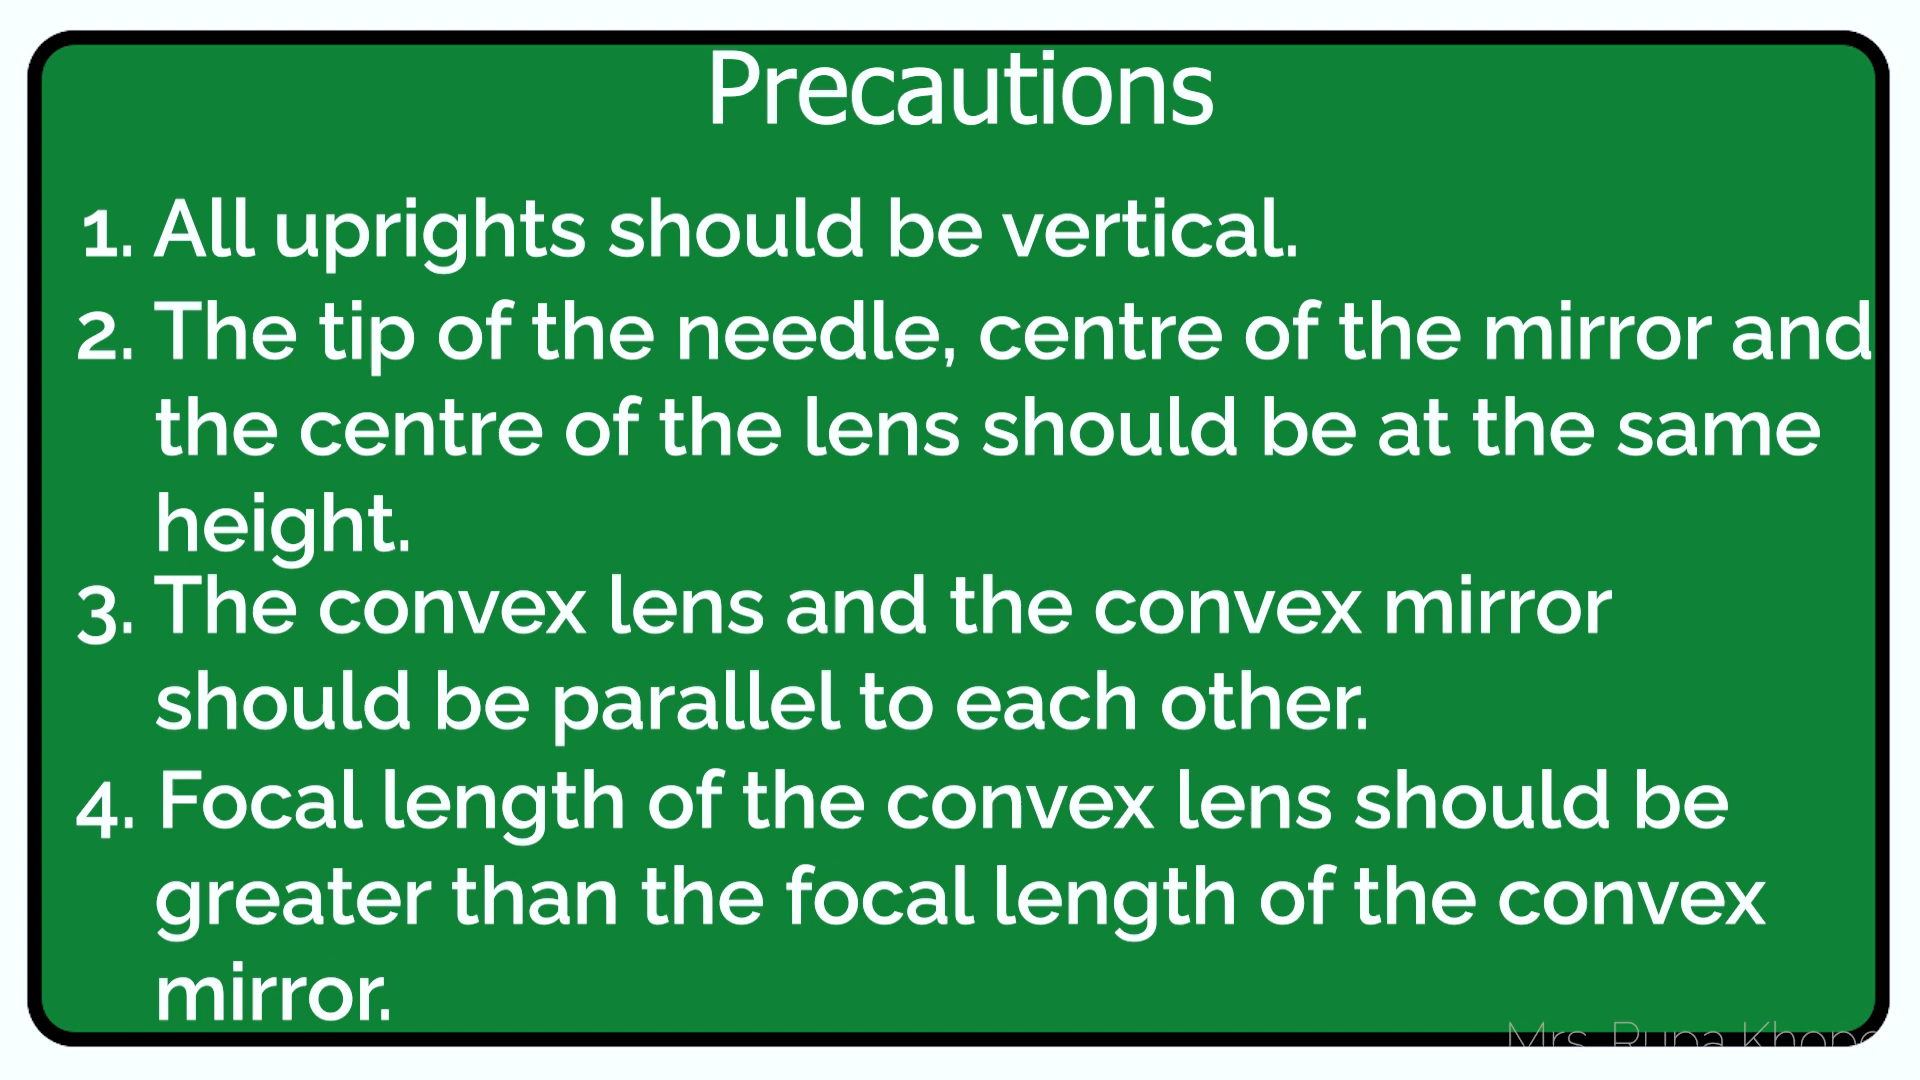 Precautions
1. All uprights should be vertical.
2. The tip of the needle, centre of the mirror and
the centre of the lens should be at the same
height.
3. The convex lens and the convex mirror
should be parallel to each other.
4. Focal length of the convex lens should be
greater than the focal length of the convex
mirror.
Mrs. Rupa